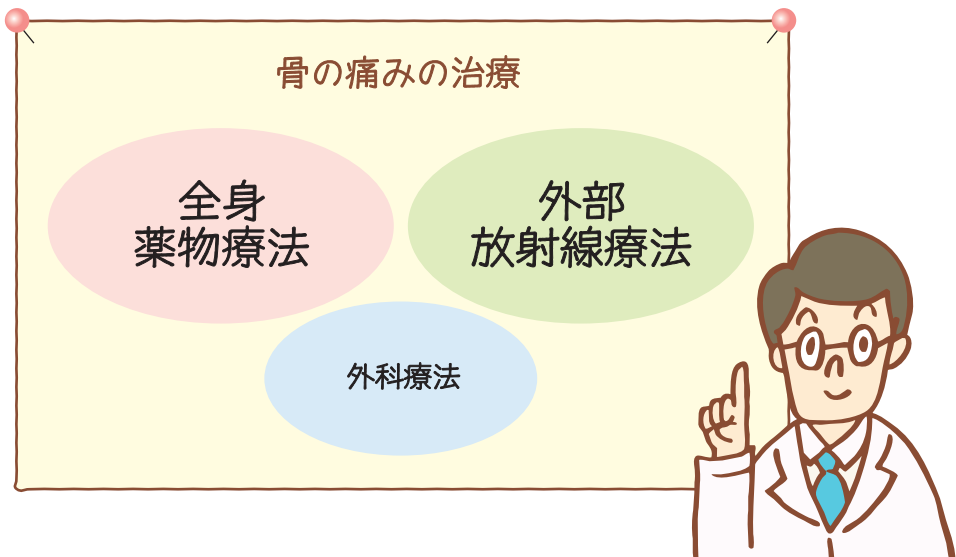 骨の痛みの治療
全身
薬物療法
外部
放射線療法
外科療法